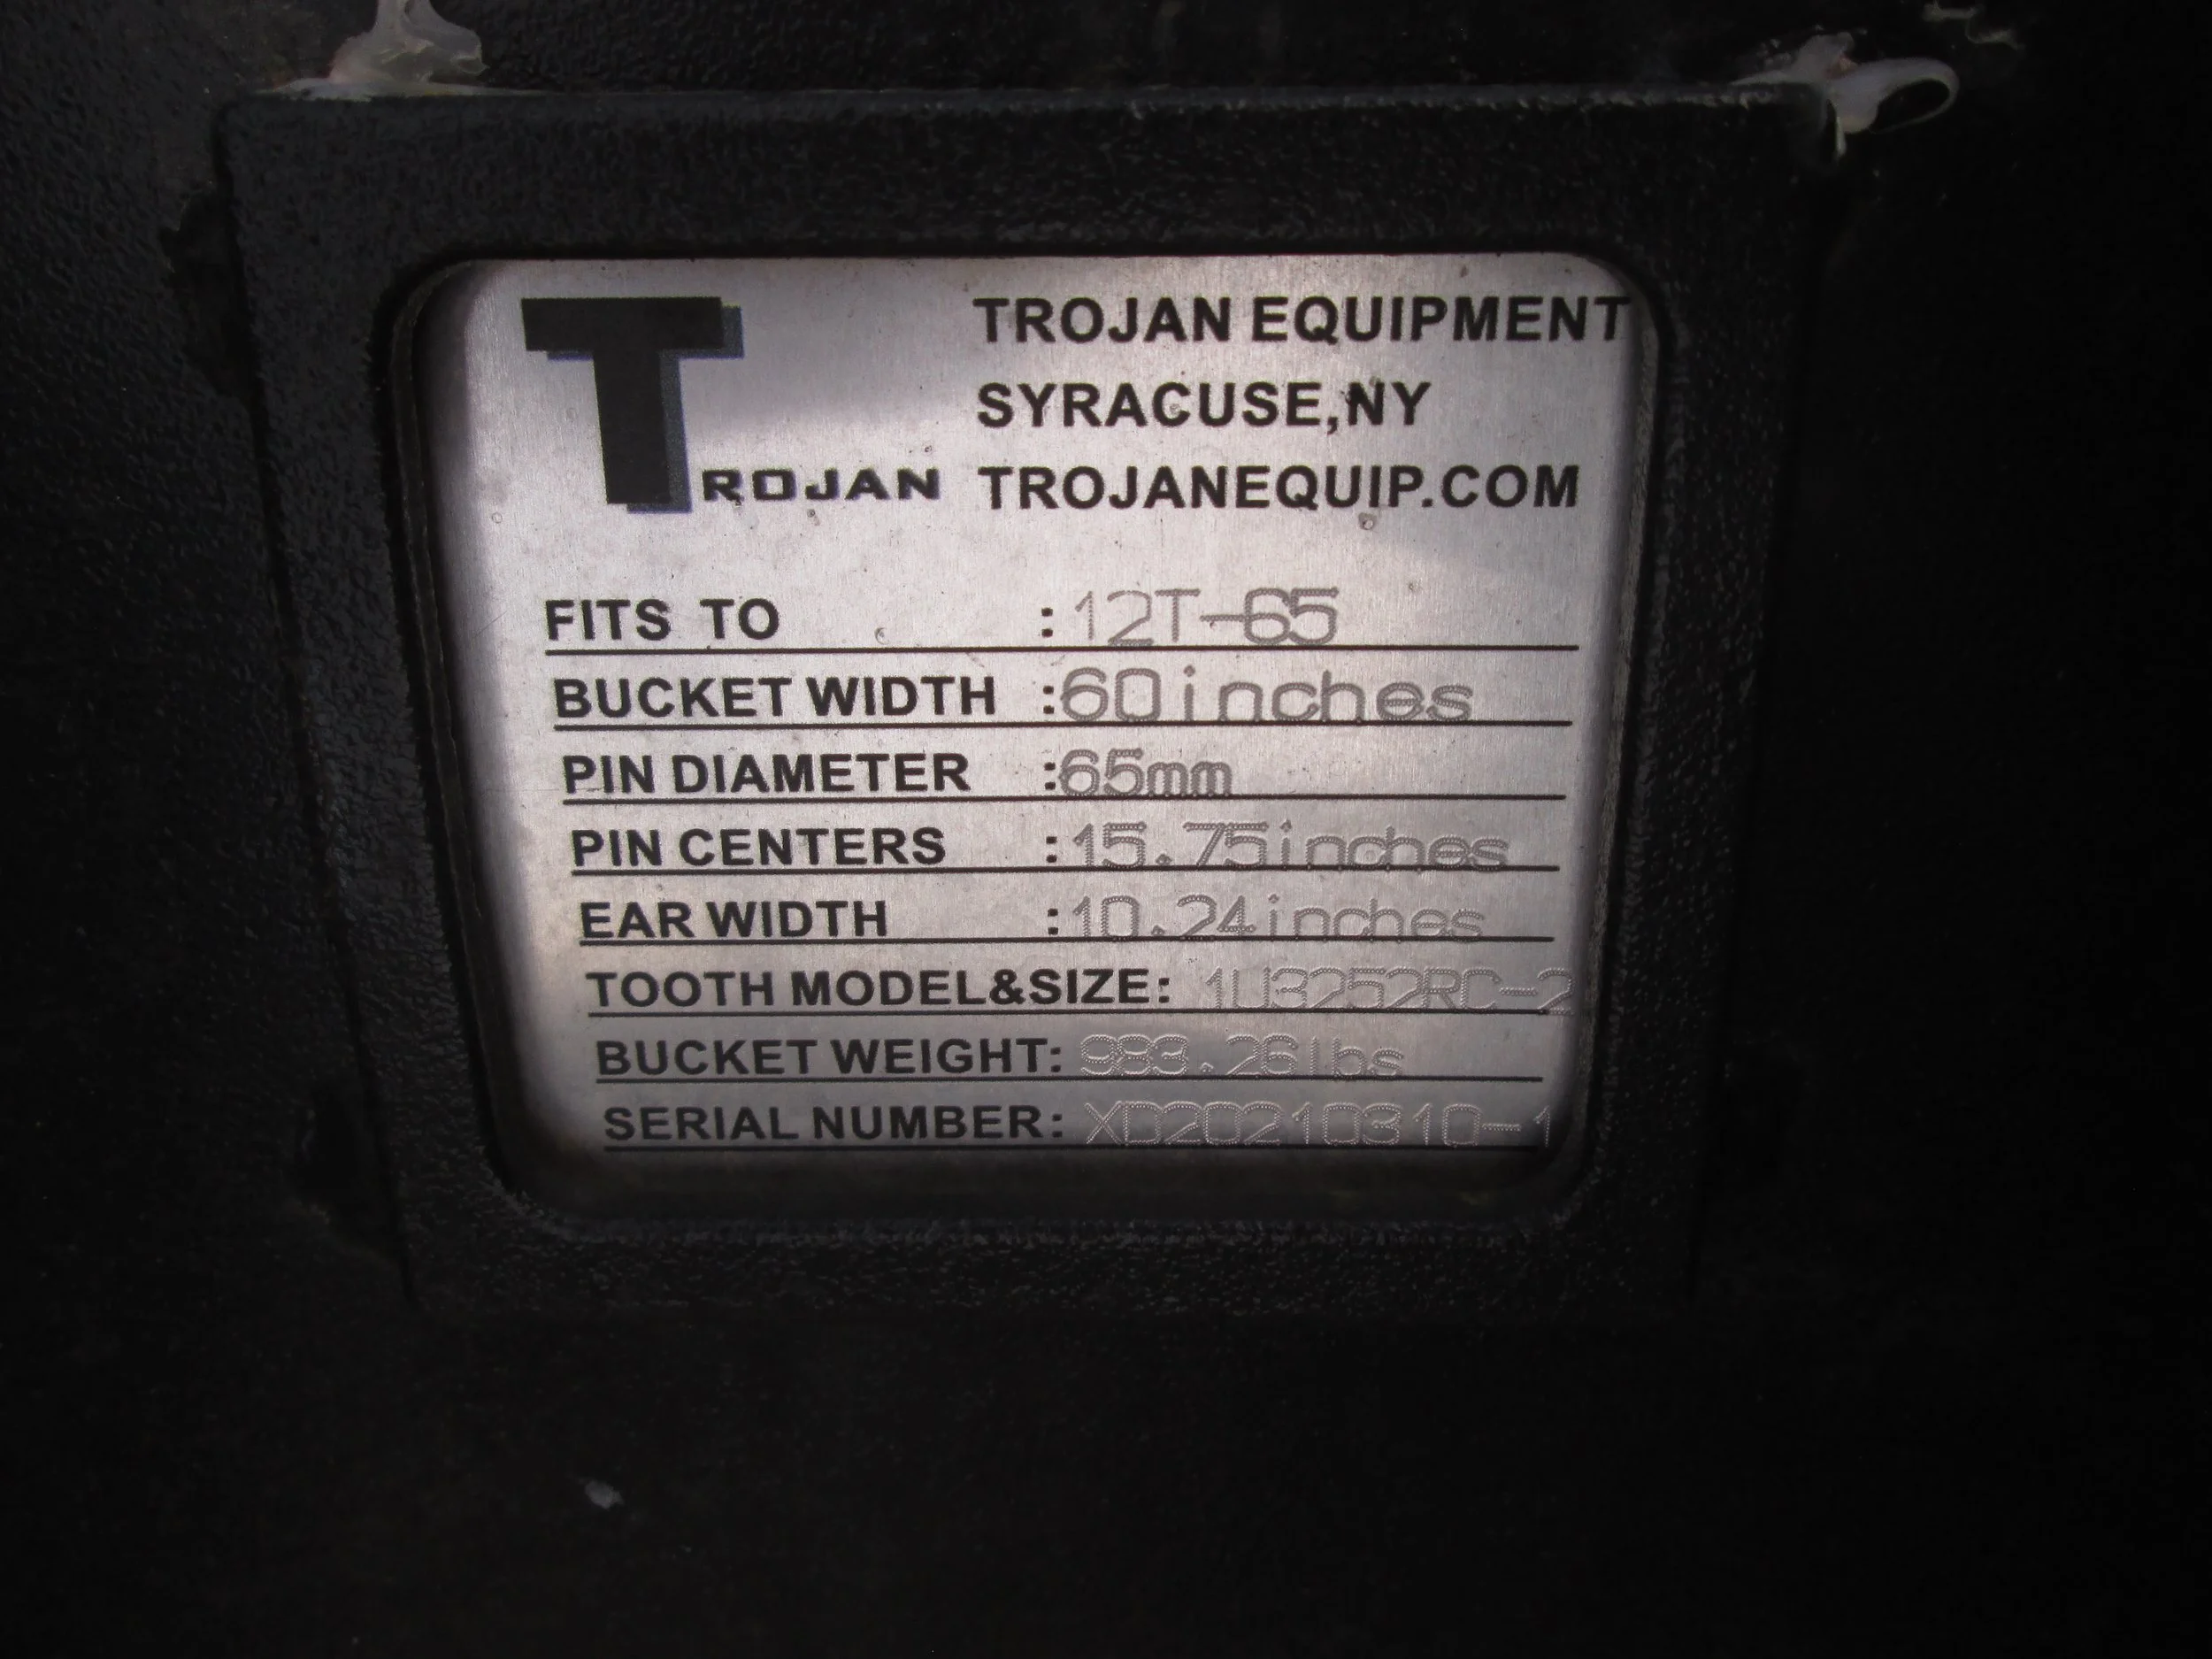 TROJAN EQUIPMENT
SYRACUSE,NY
TROJAN TROJANEQUIP.COM
FITS TO : 12T-65
BUCKET WIDTH :60inches
PIN DIAMETER :65mm
PIN CENTERS : 15.75inches
EAR WIDTH : 10.24inches
TOOTH MODEL&SIZE: 1U3252RC-2
BUCKET WEIGHT: 983.26lbs
SERIAL NUMBER: XD20210310-1